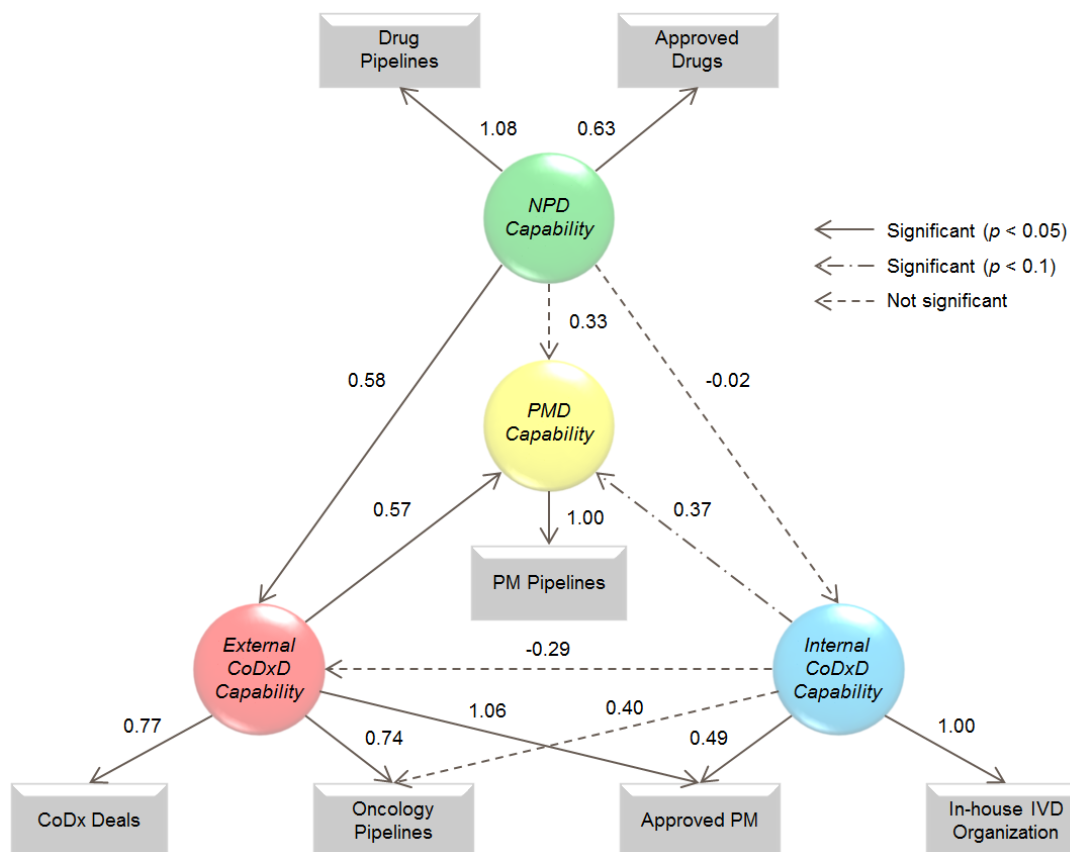 Drug
Pipelines
Approved
Drugs
1.08
0.63
NPD
Capability
Significant (p < 0.05)
Significant (p < 0.1)
Not significant
0.33
0.58
-0.02
PMD
Capability
0.57
1.00
0.37
PM Pipelines
External
CoDxD
Capability
Internal
CoDxD
Capability
-0.29
0.77
0.74
1.06
0.40
0.49
1.00
CoDx Deals
Oncology
Pipelines
Approved PM
In-house IVD
Organization